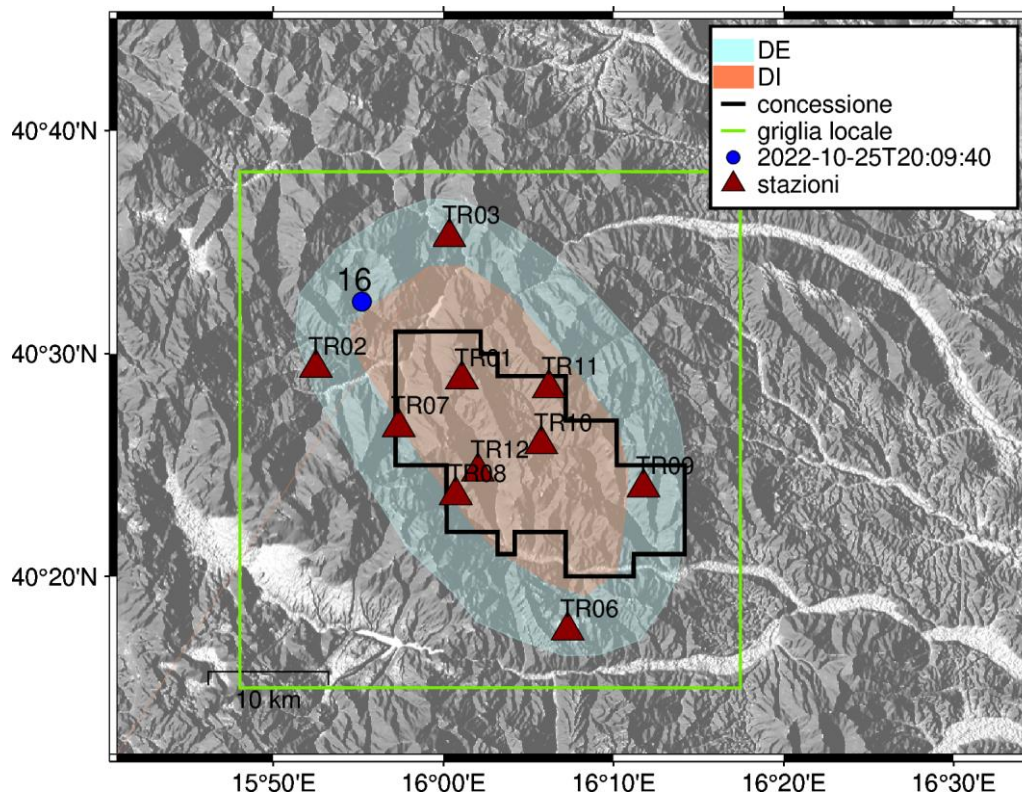 DE
DI
concessione
griglia locale
2022-10-25T20:09:40
stazioni
40°40'N
40°30'N
40°20'N
TR03
16
TR02
TR01
TR11
TR07
TR10
TR12
TR08
TR09
TR06
10 km
15°50'E
16°00'E
16°10'E
16°20'E
16°30'E